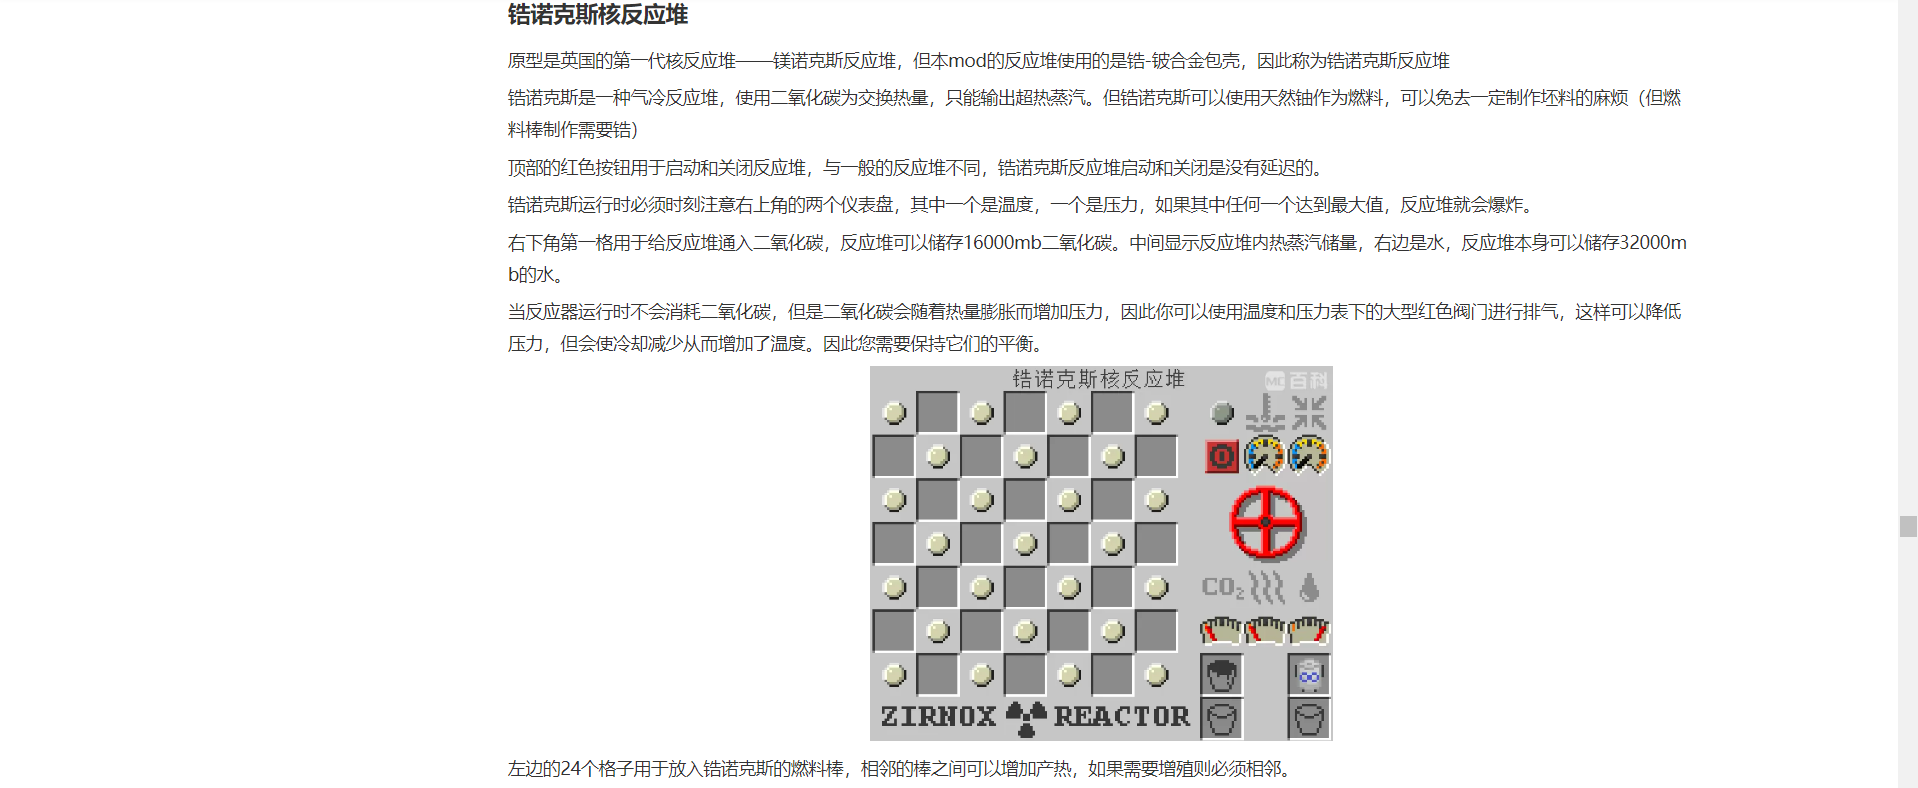 锆诺克斯核反应堆
原型是英国的第一代核反应堆——镁诺克斯反应堆，但本mod的反应堆使用的是锆-铍合金包壳，因此称为锆诺克斯反应堆
锆诺克斯是一种气冷反应堆，使用二氧化碳为交换热量，只能输出超热蒸汽。但锆诺克斯可以使用天然铀作为燃料，可以免去一定制作坯料的麻烦（但燃
料棒制作需要锆）
顶部的红色按钮用于启动和关闭反应堆，与一般的反应堆不同，锆诺克斯反应堆启动和关闭是没有延迟的。
锆诺克斯运行时必须时刻注意右上角的两个仪表盘，其中一个是温度，一个是压力，如果其中任何一个达到最大值，反应堆就会爆炸。
右下角第一格用于给反应堆通入二氧化碳，反应堆可以储存16000mb二氧化碳。中间显示反应堆内热蒸汽储量，右边是水，反应堆本身可以储存32000m
b的水。
当反应器运行时不会消耗二氧化碳，但是二氧化碳会随着热量膨胀而增加压力，因此你可以使用温度和压力表下的大型红色阀门进行排气，这样可以降低
压力，但会使冷却减少从而增加了温度。因此您需要保持它们的平衡。
锆诺克斯核反应堆
MC百科
CO₂
ZIRNOX REACTOR
左边的24个格子用于放入锆诺克斯的燃料棒，相邻的棒之间可以增加产热，如果需要增殖则必须相邻。